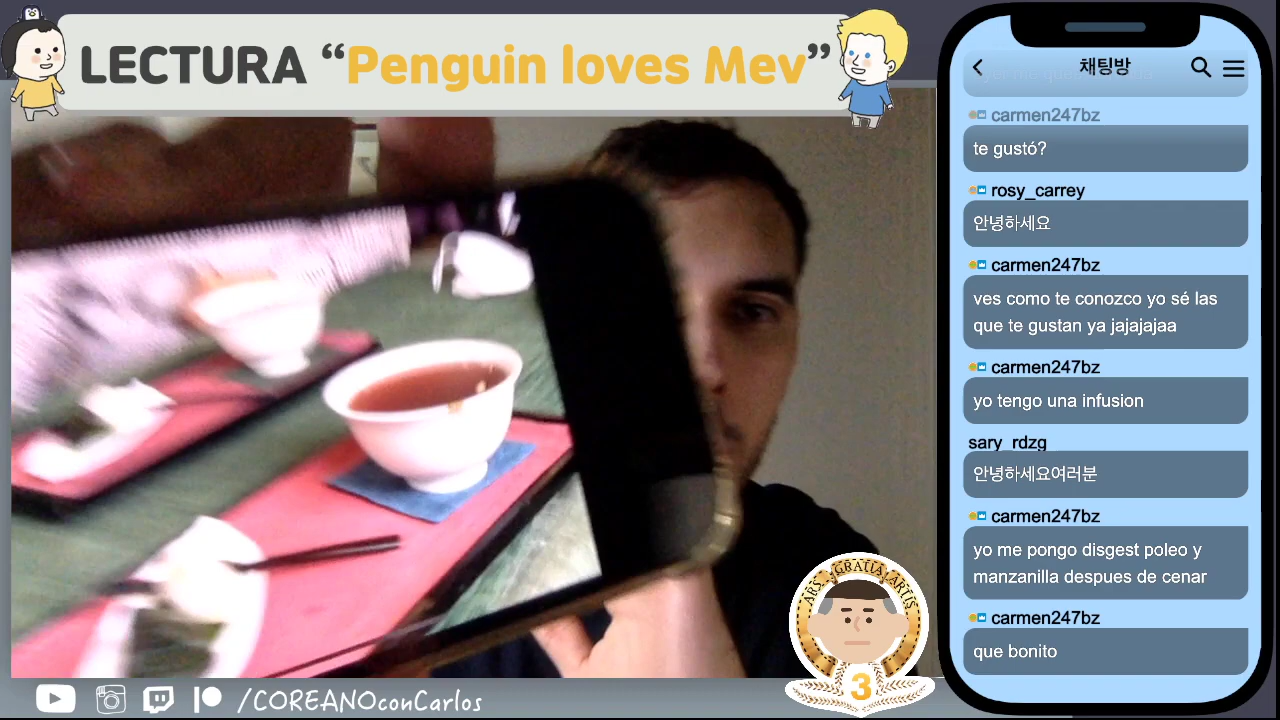 LECTURA “Penguin loves Mev”
채팅방
carmen247bz
te gustó?
rosy_carrey
안녕하세요
carmen247bz
ves como te conozco yo sé las
que te gustan ya jajajajaa
carmen247bz
yo tengo una infusion
sary_rdzg
안녕하세요여러분
carmen247bz
yo me pongo disgest poleo y
manzanilla despues de cenar
carmen247bz
que bonito
ARS GRATIA ARTIS
3
/COREANOconCarlos